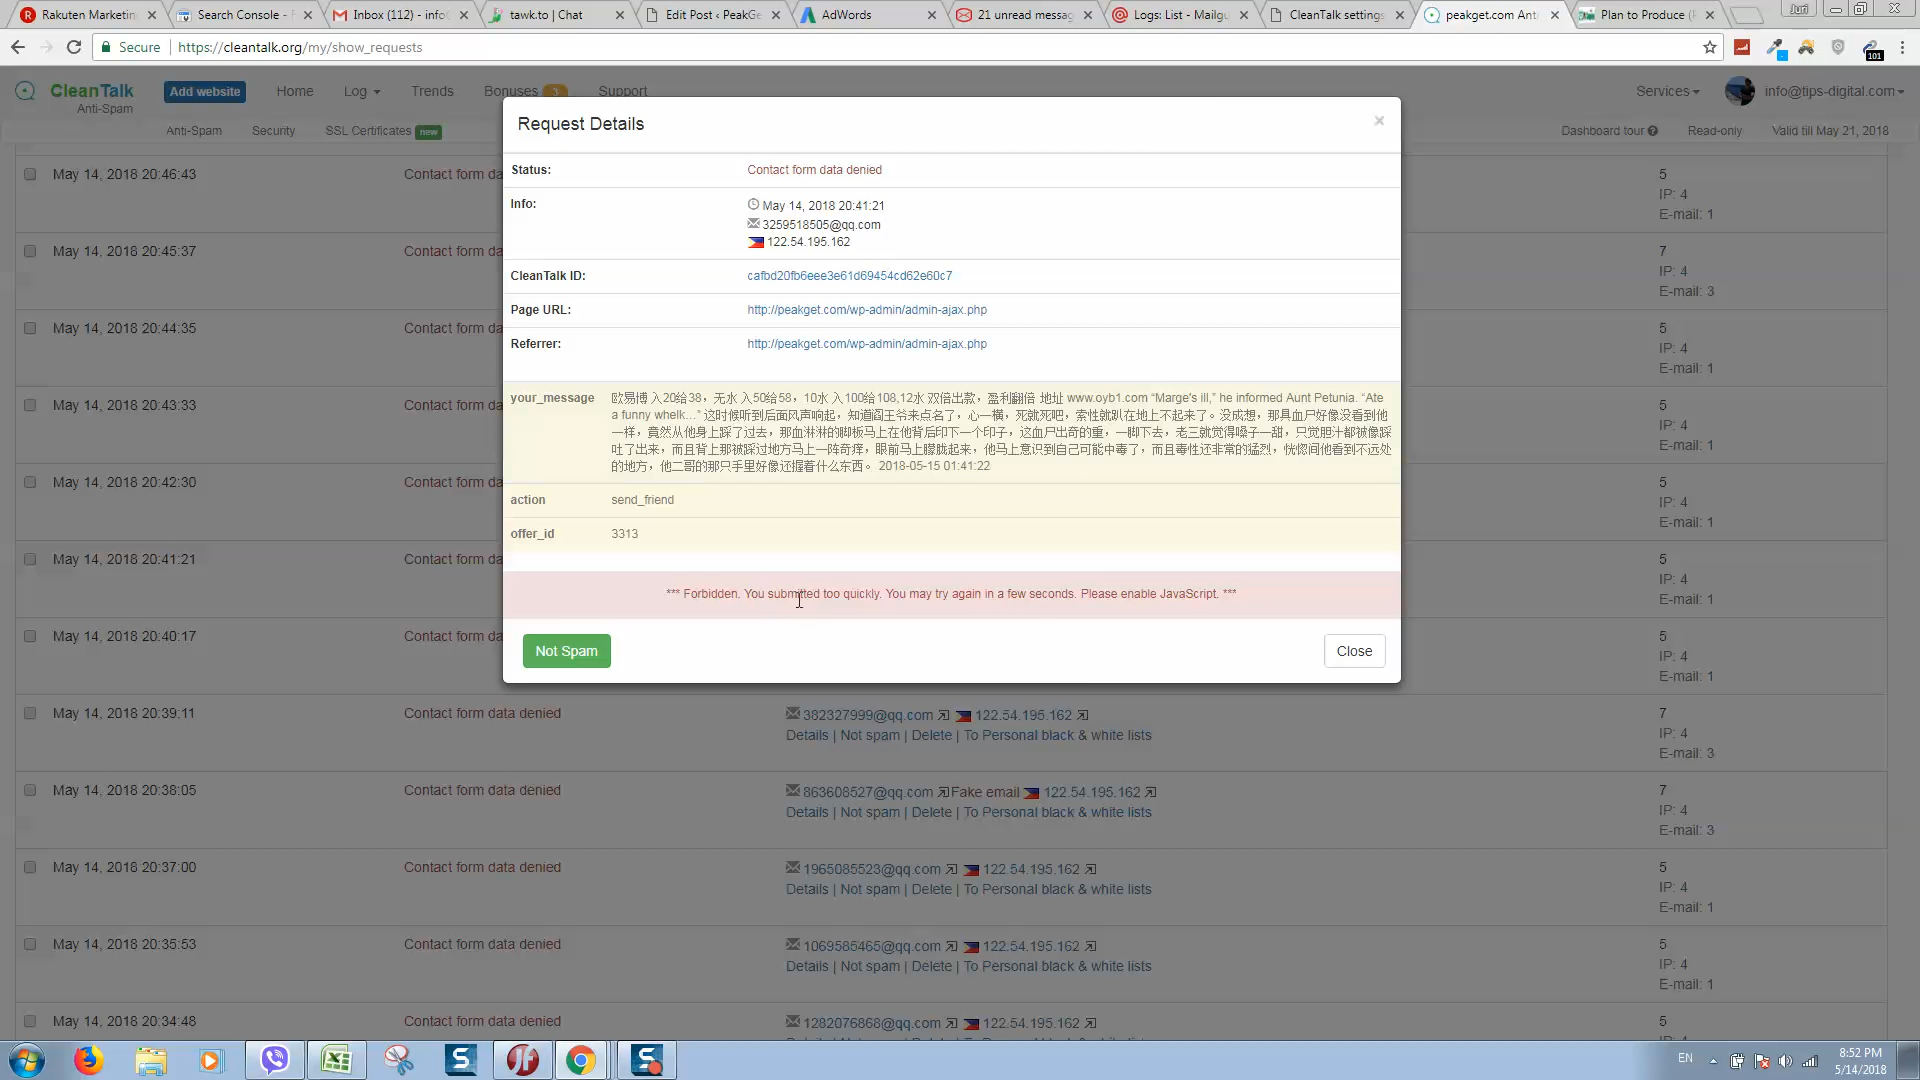 Rakuten Marketin
Search Console -
Inbox (112) - info
tawk.to | Chat
Edit Post ‹ PeakGe
AdWords
21 unread messag
Logs: List - Mailgu
CleanTalk settings
peakget.com Anti
Plan to Produce (
Juri
Secure
https://cleantalk.org/my/show_requests
101
CleanTalk
Anti-Spam
Add website
Home
Log
Trends
Bonuses 3
Support
Services
info@tips-digital.com
Anti-Spam
Security
SSL Certificates new
Dashboard tour
Read-only
Valid till May 21, 2018
Request Details
×
Status:
Contact form data denied
Info:
May 14, 2018 20:41:21
3259518505@qq.com
122.54.195.162
CleanTalk ID:
cafbd20fb6eee3e61d69454cd62e60c7
Page URL:
http://peakget.com/wp-admin/admin-ajax.php
Referrer:
http://peakget.com/wp-admin/admin-ajax.php
your_message
欧易博 入20给38，无水 入50给58，10水 入100给108,12水 双倍出款，盈利翻倍 地址 www.oyb1.com “Marge's ill,” he informed Aunt Petunia. “Ate
a funny whelk…” 这时候听到后面风声响起，知道阎王爷来点名了，心一横，死就死吧，索性就趴在地上不起来了。没成想，那具血尸好像没看到他
一样，竟然从他身上踩了过去，那血淋淋的脚板马上在他背后印下一个印子，这血尸出奇的重，一脚下去，老三就觉得嗓子一甜，只觉胆汁都被像踩
吐了出来，而且背上那被踩过地方马上一阵奇痒，眼前马上朦胧起来，他马上意识到自己可能中毒了，而且毒性还非常的猛烈，恍惚间他看到不远处
的地方，他二哥的那只手里好像还握着什么东西。 2018-05-15 01:41:22
action
send_friend
offer_id
3313
*** Forbidden. You submitted too quickly. You may try again in a few seconds. Please enable JavaScript. ***
Not Spam
Close
May 14, 2018 20:46:43
Contact form da
5
IP: 4
E-mail: 1
May 14, 2018 20:45:37
Contact form da
7
IP: 4
E-mail: 3
May 14, 2018 20:44:35
Contact form da
5
IP: 4
E-mail: 1
May 14, 2018 20:43:33
Contact form da
5
IP: 4
E-mail: 1
May 14, 2018 20:42:30
Contact form da
5
IP: 4
E-mail: 1
May 14, 2018 20:41:21
Contact form da
5
IP: 4
E-mail: 1
May 14, 2018 20:40:17
Contact form da
5
IP: 4
E-mail: 1
May 14, 2018 20:39:11
Contact form data denied
382327999@qq.com 122.54.195.162
Details | Not spam | Delete | To Personal black & white lists
7
IP: 4
E-mail: 3
May 14, 2018 20:38:05
Contact form data denied
863608527@qq.com Fake email 122.54.195.162
Details | Not spam | Delete | To Personal black & white lists
7
IP: 4
E-mail: 3
May 14, 2018 20:37:00
Contact form data denied
1965085523@qq.com 122.54.195.162
Details | Not spam | Delete | To Personal black & white lists
5
IP: 4
E-mail: 1
May 14, 2018 20:35:53
Contact form data denied
1069585465@qq.com 122.54.195.162
Details | Not spam | Delete | To Personal black & white lists
5
IP: 4
E-mail: 1
May 14, 2018 20:34:48
Contact form data denied
1282076868@qq.com 122.54.195.162
5
EN
8:52 PM
5/14/2018